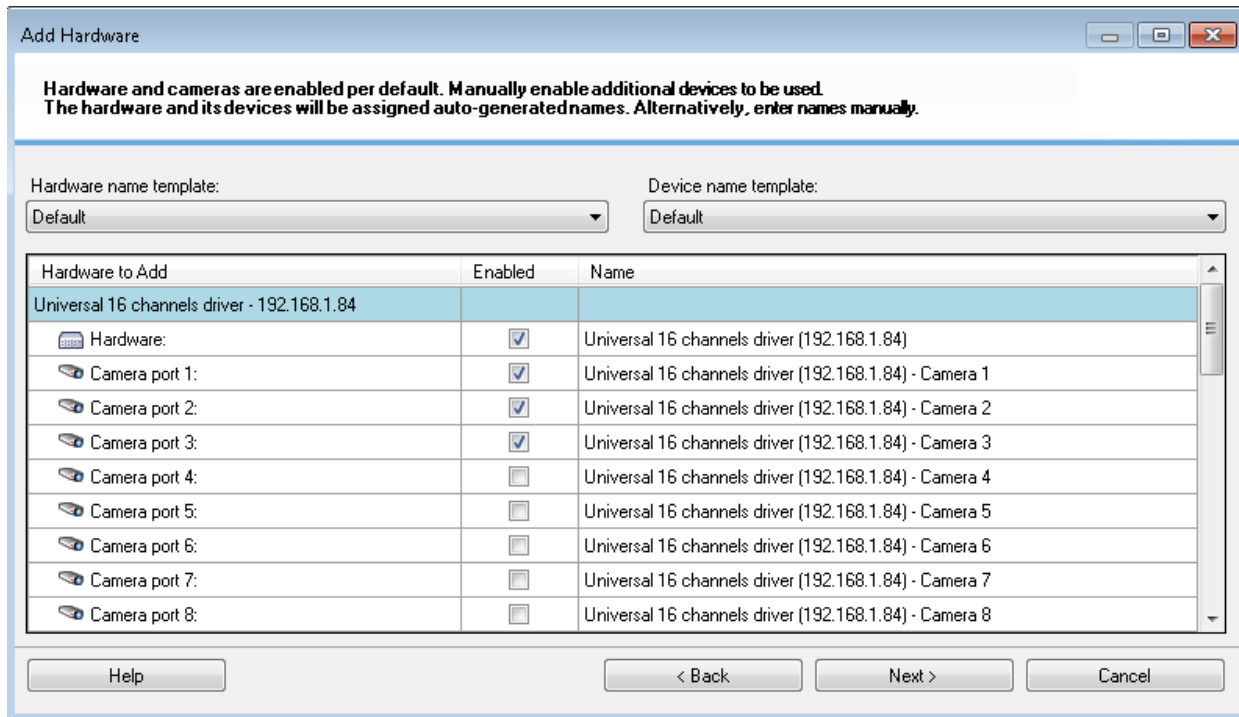 Add Hardware
Hardware and cameras are enabled per default. Manually enable additional devices to be used.
The hardware and its devices will be assigned auto-generated names. Alternatively, enter names manually.
Hardware name template:
Device name template:
Default
Default
Hardware to Add Enabled Name
Universal 16 channels driver - 192.168.1.84
Hardware: Universal 16 channels driver (192.168.1.84)
Camera port 1: Universal 16 channels driver (192.168.1.84) - Camera 1
Camera port 2: Universal 16 channels driver (192.168.1.84) - Camera 2
Camera port 3: Universal 16 channels driver (192.168.1.84) - Camera 3
Camera port 4: Universal 16 channels driver (192.168.1.84) - Camera 4
Camera port 5: Universal 16 channels driver (192.168.1.84) - Camera 5
Camera port 6: Universal 16 channels driver (192.168.1.84) - Camera 6
Camera port 7: Universal 16 channels driver (192.168.1.84) - Camera 7
Camera port 8: Universal 16 channels driver (192.168.1.84) - Camera 8
Help < Back Next > Cancel